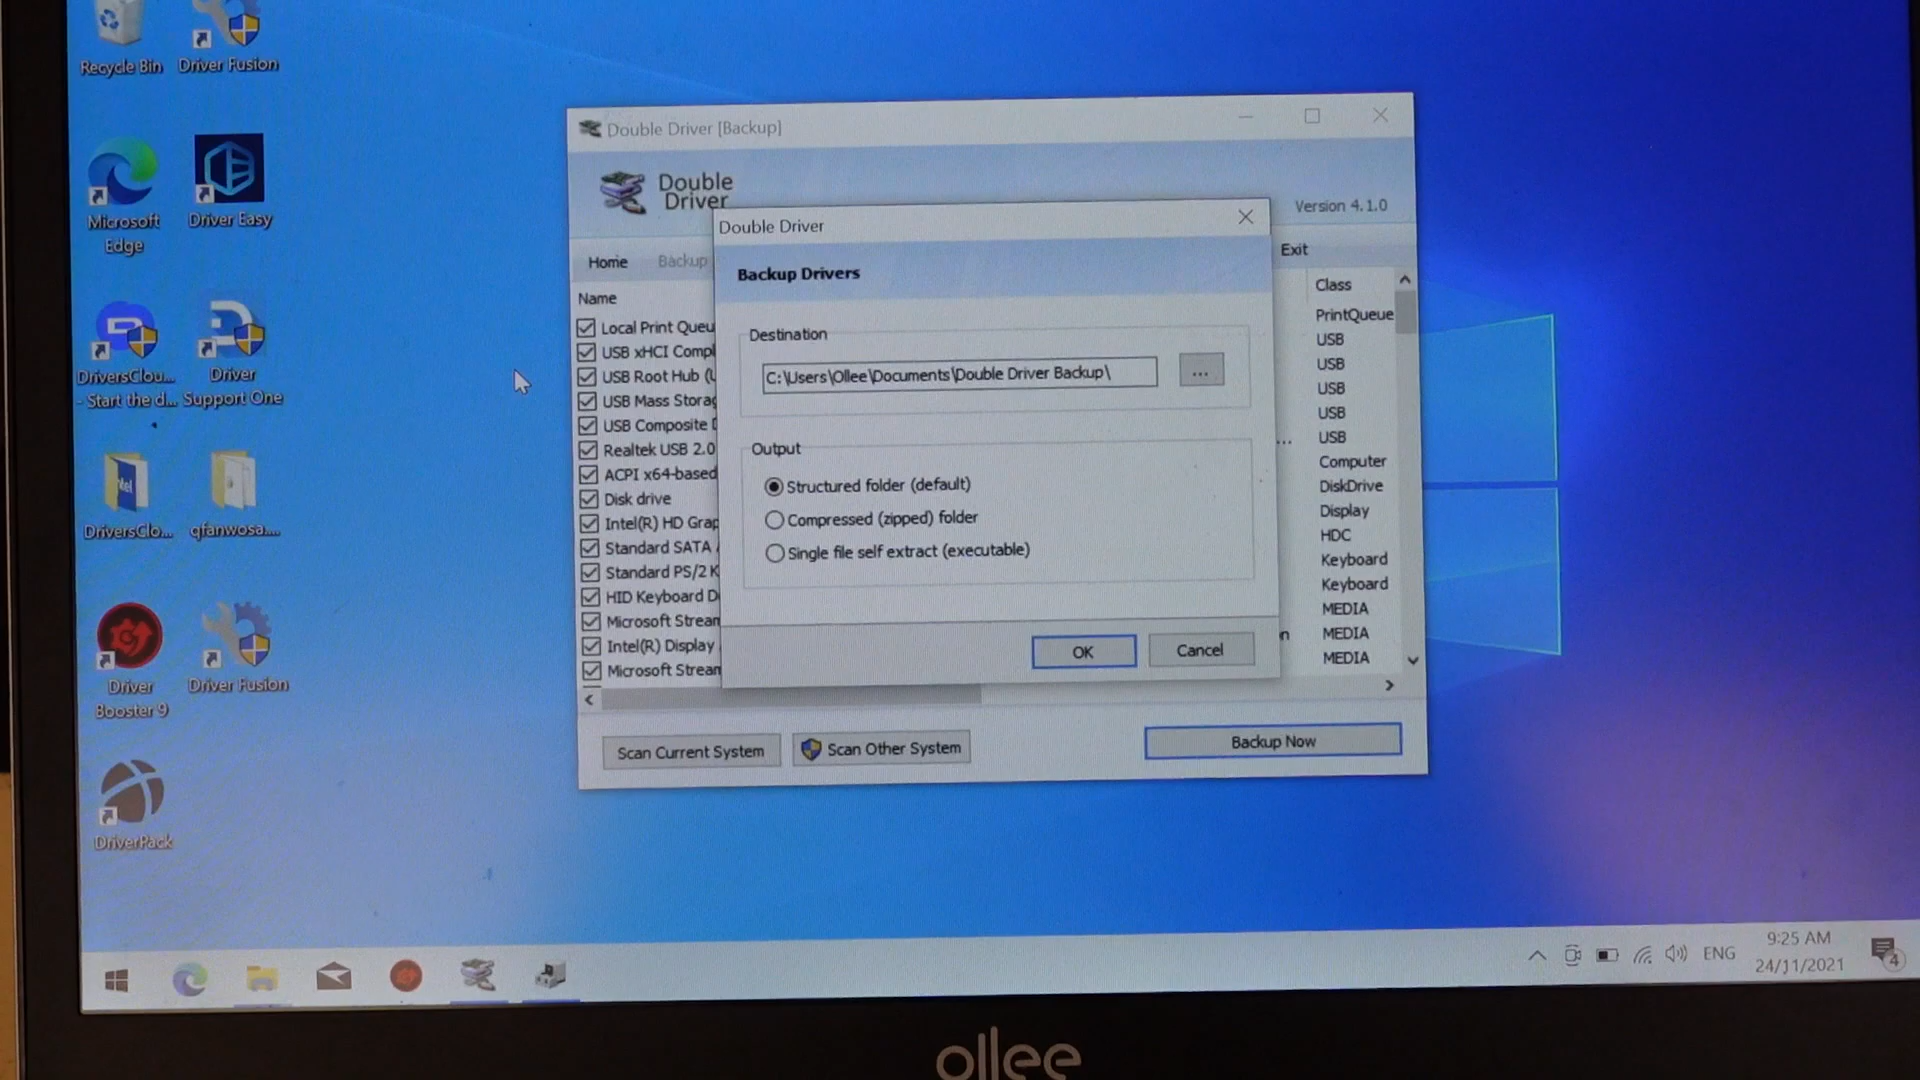 Recycle Bin
Driver Fusion
Microsoft
Edge
Driver Easy
DriversClou...
- Start the d...
Driver
Support One
DriversClo...
qfanwosa....
Driver
Booster 9
Driver Fusion
DriverPack
Double Driver [Backup]
Double
Driver
Version 4.1.0
Home
Backup
Exit
Name
Class
Local Print Queu
PrintQueue
USB xHCI Compl
USB
USB Root Hub (U
USB
USB Mass Storag
USB
USB Composite D
USB
Realtek USB 2.0
... USB
ACPI x64-based
Computer
Disk drive
DiskDrive
Intel(R) HD Grap
Display
Standard SATA
HDC
Standard PS/2 K
Keyboard
HID Keyboard D
Keyboard
Microsoft Stream
MEDIA
Intel(R) Display
n MEDIA
Microsoft Stream
MEDIA
Scan Current System
Scan Other System
Backup Now
Double Driver
Backup Drivers
Destination
C:\Users\Ollee\Documents\Double Driver Backup\
...
Output
Structured folder (default)
Compressed (zipped) folder
Single file self extract (executable)
OK
Cancel
ENG
9:25 AM
24/11/2021
4
ollee